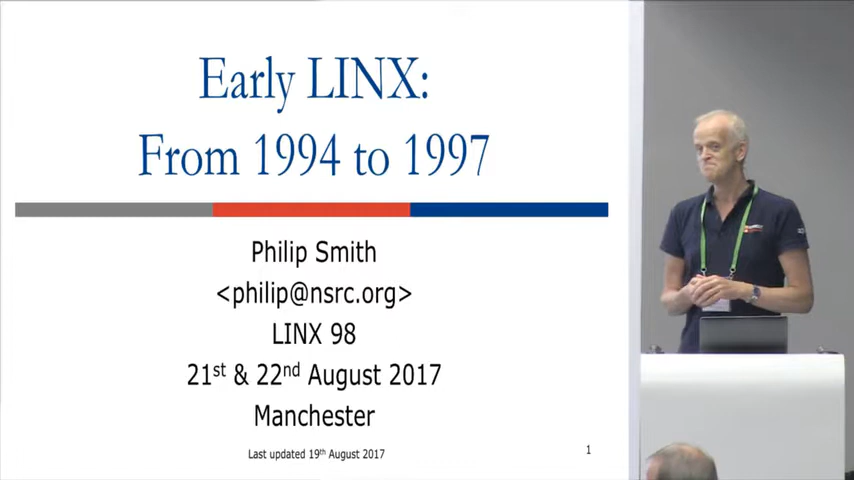 Early LINX:
From 1994 to 1997
Philip Smith
<philip@nsrc.org>
LINX 98
21st & 22nd August 2017
Manchester
Last updated 19th August 2017
1